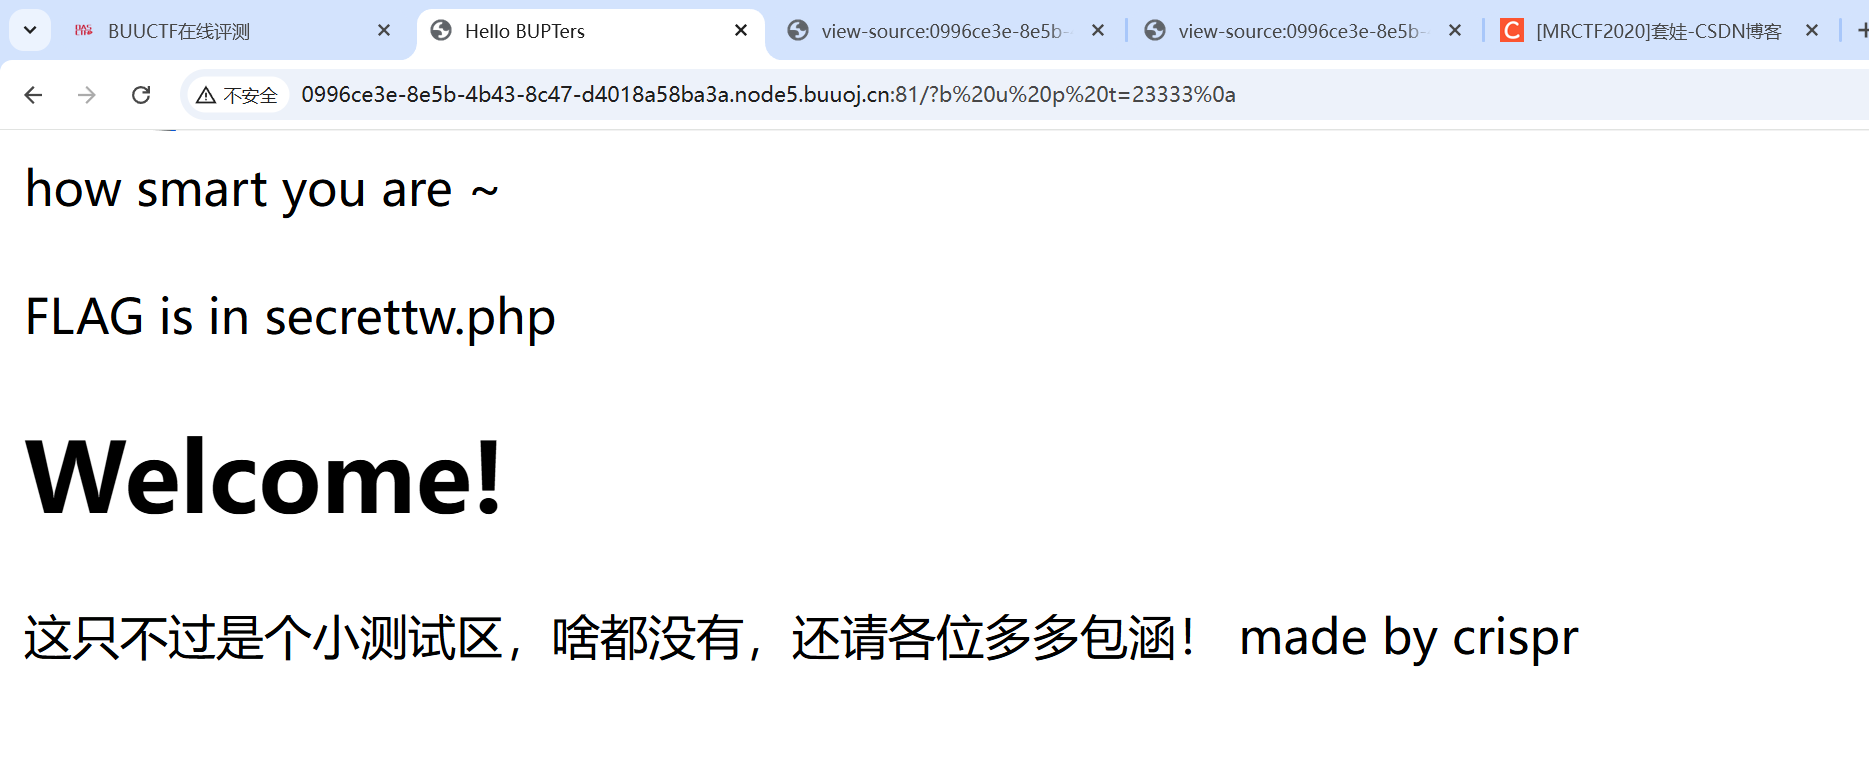 BUUCTF在线评测
Hello BUPTers
view-source:0996ce3e-8e5b-
view-source:0996ce3e-8e5b-
[MRCTF2020]套娃-CSDN博客
不安全 0996ce3e-8e5b-4b43-8c47-d4018a58ba3a.node5.buuoj.cn:81/?b%20u%20p%20t=23333%0a
how smart you are ~
FLAG is in secrettw.php
Welcome!
这只不过是个小测试区，啥都没有，还请各位多多包涵！ made by crispr